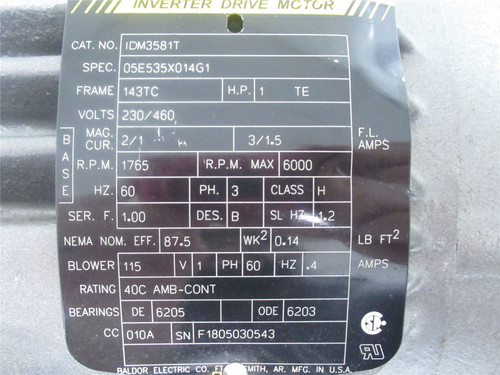 INVERTER DRIVE MOTOR
CAT. NO. IDM3581T
SPEC. 05E535X014G1
FRAME 143TC H.P. 1 TE
VOLTS 230/460
MAG. CUR. 2/1 3/1.5 F.L. AMPS
BASE
R.P.M. 1765 R.P.M. MAX 6000
HZ. 60 PH. 3 CLASS H
SER. F. 1.00 DES. B SL HZ 1.2
NEMA NOM. EFF. 87.5 WK² 0.14 LB FT²
BLOWER 115 V 1 PH 60 HZ .4 AMPS
RATING 40C AMB-CONT
BEARINGS DE 6205 ODE 6203
CC 010A SN F1805030543
BALDOR ELECTRIC CO. SMITH, AR. MFG. IN U.S.A.